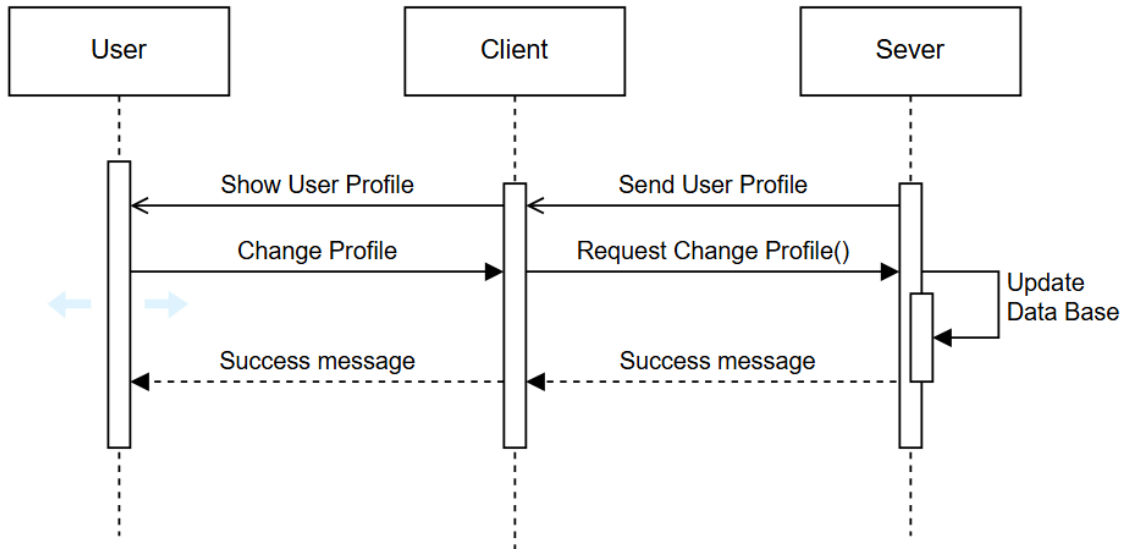 User
Client
Sever
Show User Profile
Send User Profile
Change Profile
Request Change Profile()
Update
Data Base
Success message
Success message